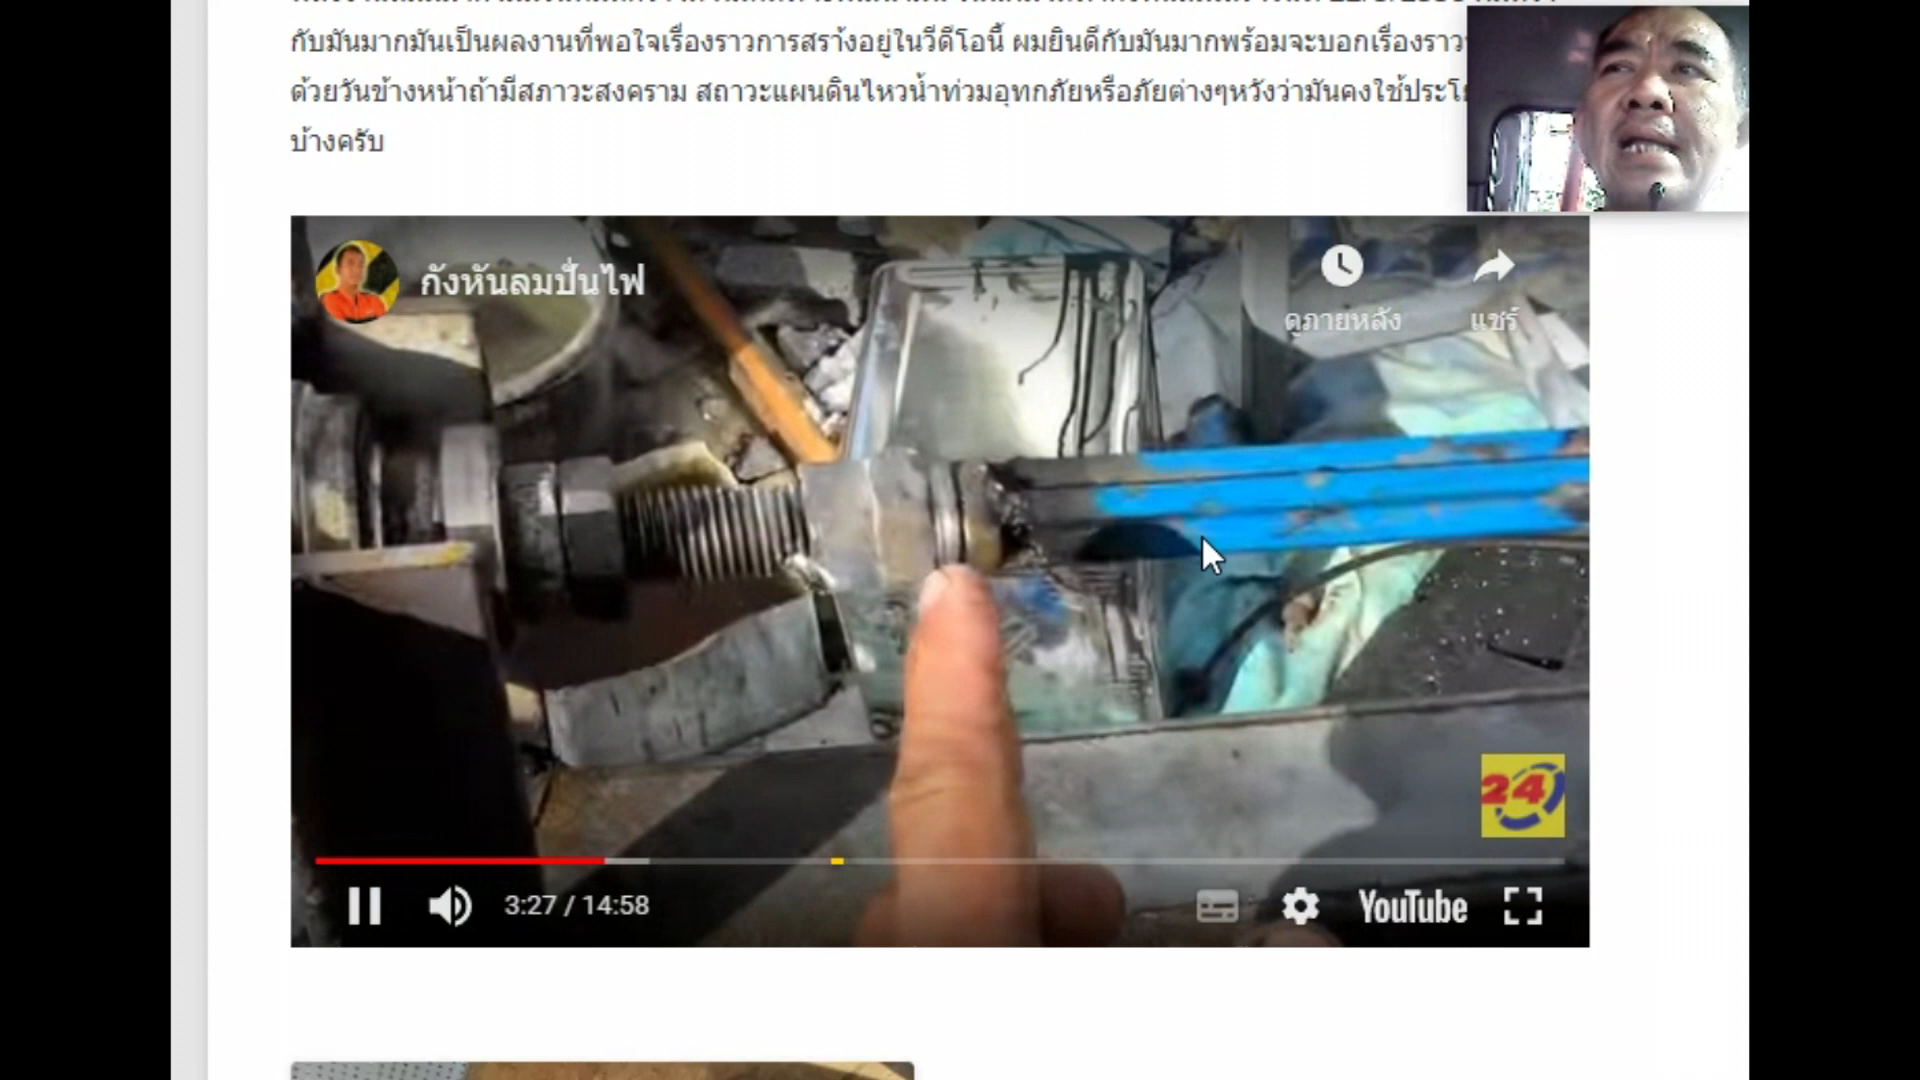 กับมันมากมันเป็นผลงานที่พอใจเรื่องราวการสร้างอยู่ในวีดีโอนี้ ผมยินดีกับมันมากพร้อมจะบอกเรื่องราว
ด้วยวันข้างหน้าถ้ามีสภาวะสงคราม สถาวะแผนดินไหวน้ำท่วมอุทกภัยหรือภัยต่างๆหวังว่ามันคงใช้ประโย
บ้างครับ
กังหันลมปั่นไฟ
ดูภายหลัง
แชร์
24
3:27 / 14:58
YouTube